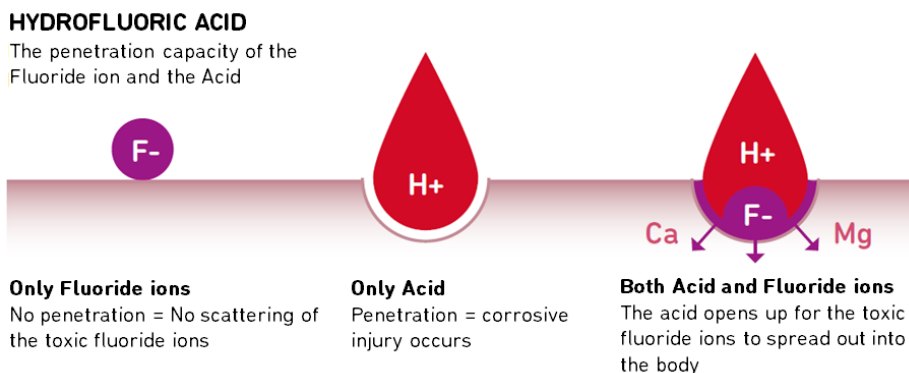 HYDROFLUORIC ACID
The penetration capacity of the
Fluoride ion and the Acid
F-
H+
H+
F-
Ca
Mg
Only Fluoride ions
No penetration = No scattering of
the toxic fluoride ions
Only Acid
Penetration = corrosive
injury occurs
Both Acid and Fluoride ions
The acid opens up for the toxic
fluoride ions to spread out into
the body